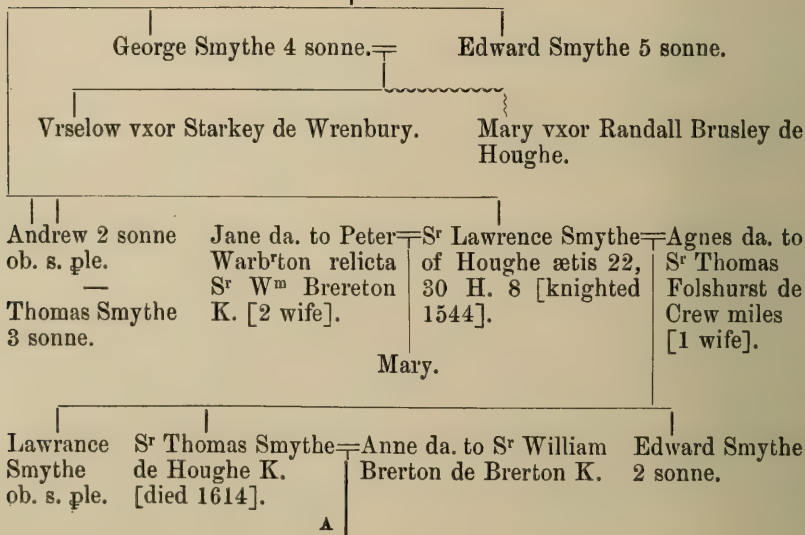 George Smythe 4 sonne.
Edward Smythe 5 sonne.
Vrselow vxor Starkey de Wrenbury.
Mary vxor Randall Brusley de
Houghe.
Andrew 2 sonne
ob. s. ꝑle.
—
Thomas Smythe
3 sonne.
Jane da. to Peter
Warbʳton relicta
Sʳ Wᵐ Brereton
K. [2 wife].
Sʳ Lawrence Smythe
of Houghe ætis 22,
30 H. 8 [knighted
1544].
Agnes da. to
Sʳ Thomas
Folshurst de
Crew miles
[1 wife].
Mary.
Lawrance
Smythe
ob. s. ꝑle.
Sʳ Thomas Smythe
de Houghe K.
[died 1614].
Anne da. to Sʳ William
Brerton de Brerton K.
Edward Smythe
2 sonne.
A